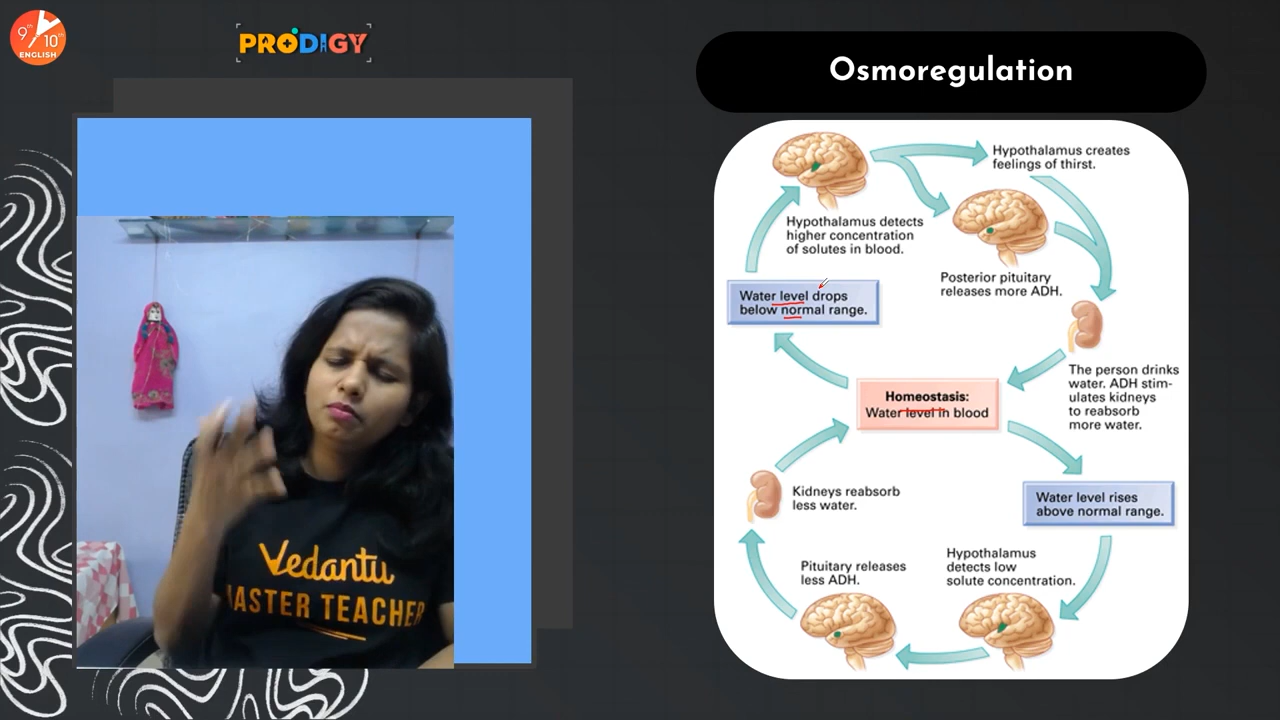 9th
10th
ENGLISH
PRODIGY
Osmoregulation
Hypothalamus creates
feelings of thirst.
Hypothalamus detects
higher concentration
of solutes in blood.
Posterior pituitary
releases more ADH.
Water level drops
below normal range.
The person drinks
water. ADH stim-
ulates kidneys
to reabsorb
more water.
Homeostasis:
Water level in blood
Kidneys reabsorb
less water.
Water level rises
above normal range.
Hypothalamus
detects low
solute concentration.
Pituitary releases
less ADH.
Vedantu
MASTER TEACHER